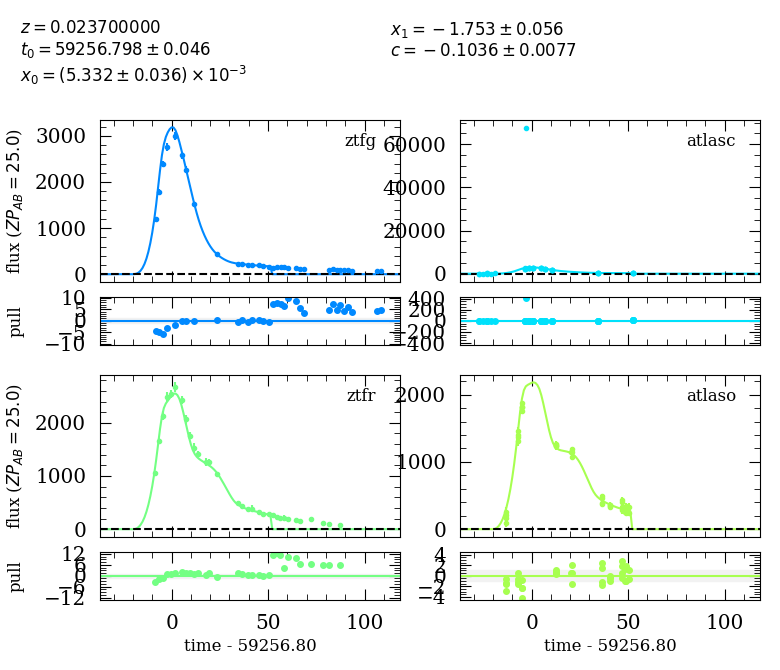 z = 0.023700000
t₀ = 59256.798 ± 0.046
x₀ = (5.332 ± 0.036) × 10⁻³
x₁ = −1.753 ± 0.056
c = −0.1036 ± 0.0077
ztfg
3000
2000
1000
0
flux (ZP_AB = 25.0)
atlasc
60000
40000
20000
0
10
5
0
−5
−10
pull
400
200
0
−200
−400
ztfr
2000
1000
0
flux (ZP_AB = 25.0)
atlaso
2000
1000
0
12
6
0
−6
−12
pull
0
50
100
time - 59256.80
4
2
0
−2
−4
0
50
100
time - 59256.80